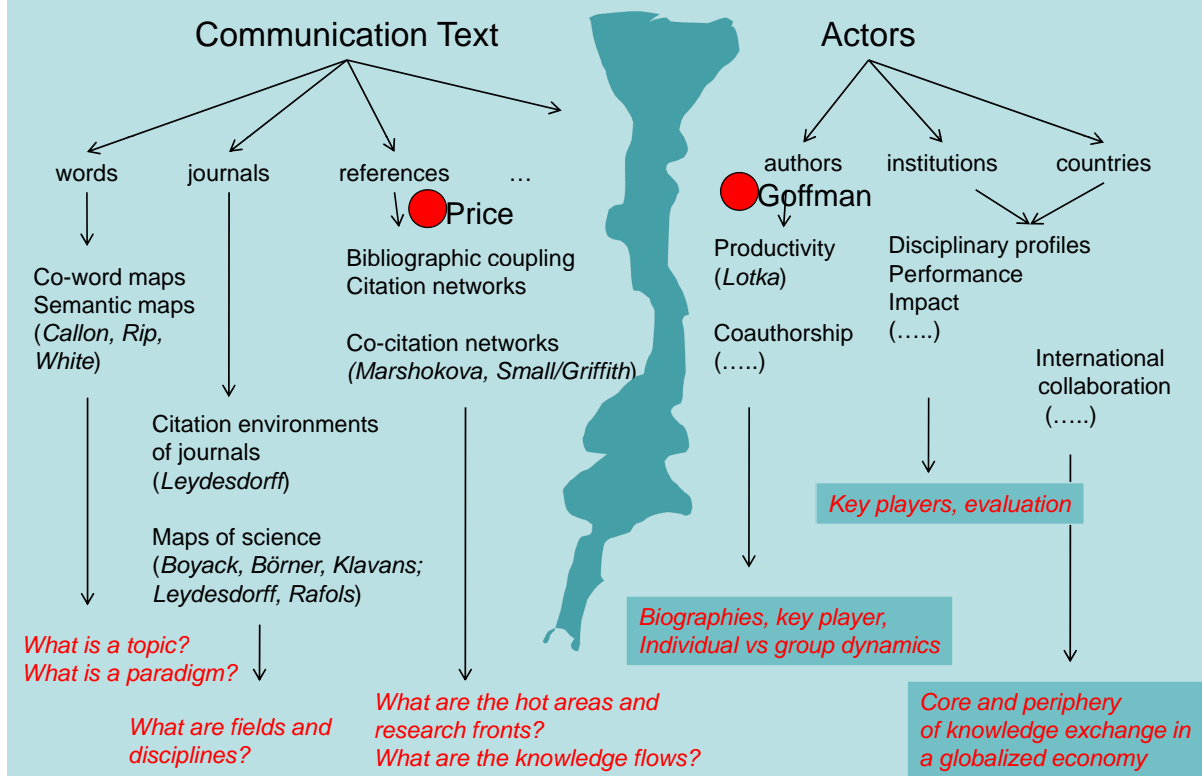 Communication Text
Actors
words
journals
references
…
authors
institutions
countries
Price
Goffman
Co-word maps
Semantic maps
(Callon, Rip,
White)
Bibliographic coupling
Citation networks
Co-citation networks
(Marshokova, Small/Griffith)
Productivity
(Lotka)
Coauthorship
(…..)
Disciplinary profiles
Performance
Impact
(…..)
International
collaboration
(…..)
Citation environments
of journals
(Leydesdorff)
Maps of science
(Boyack, Börner, Klavans;
Leydesdorff, Rafols)
Key players, evaluation
Biographies, key player,
Individual vs group dynamics
What is a topic?
What is a paradigm?
What are fields and
disciplines?
What are the hot areas and
research fronts?
What are the knowledge flows?
Core and periphery
of knowledge exchange in
a globalized economy